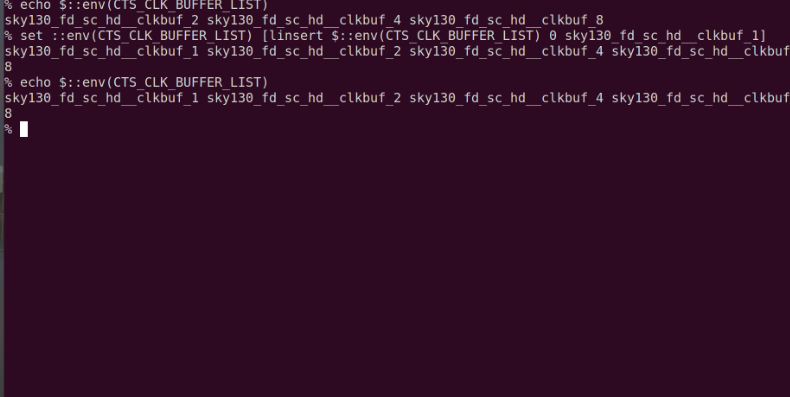 % echo $::env(CTS_CLK_BUFFER_LIST)
sky130_fd_sc_hd__clkbuf_2 sky130_fd_sc_hd__clkbuf_4 sky130_fd_sc_hd__clkbuf_8
% set ::env(CTS_CLK_BUFFER_LIST) [linsert $::env(CTS_CLK_BUFFER_LIST) 0 sky130_fd_sc_hd__clkbuf_1]
sky130_fd_sc_hd__clkbuf_1 sky130_fd_sc_hd__clkbuf_2 sky130_fd_sc_hd__clkbuf_4 sky130_fd_sc_hd__clkbuf
8
% echo $::env(CTS_CLK_BUFFER_LIST)
sky130_fd_sc_hd__clkbuf_1 sky130_fd_sc_hd__clkbuf_2 sky130_fd_sc_hd__clkbuf_4 sky130_fd_sc_hd__clkbuf
8
%